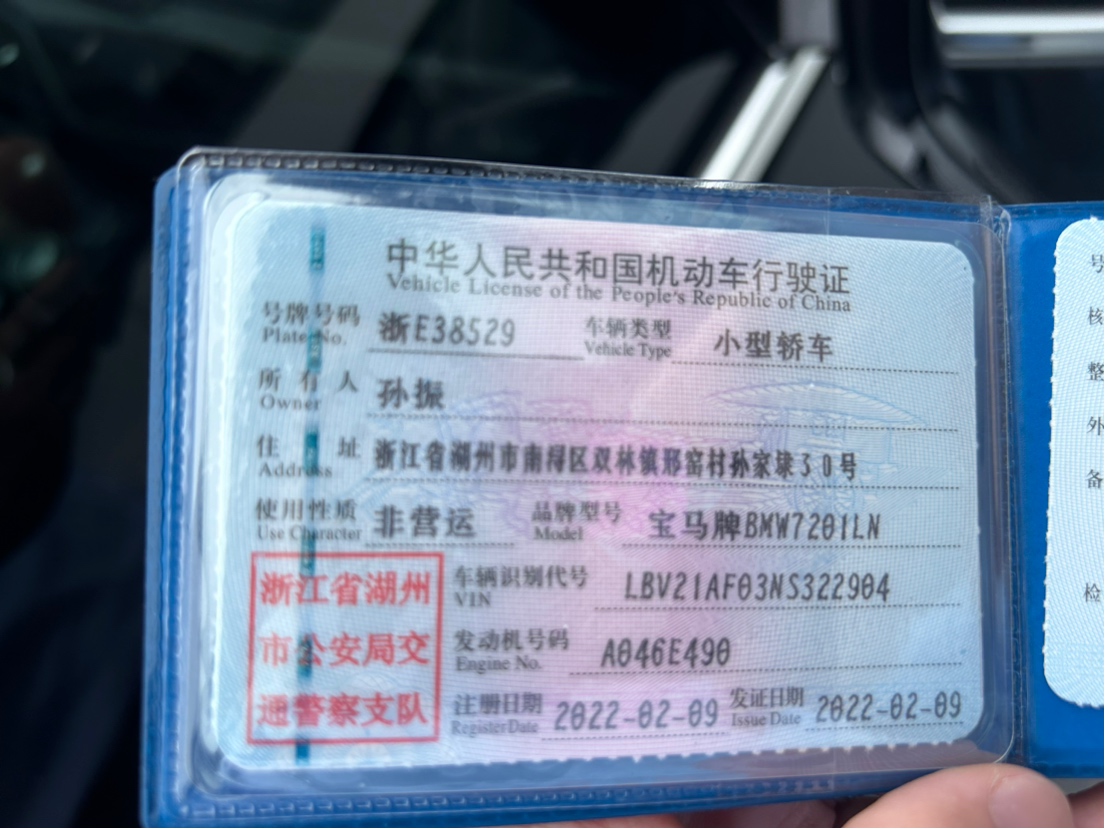 中华人民共和国机动车行驶证
Vehicle License of the People's Republic of China
号牌号码 浙E38529 车辆类型 小型轿车
Plate No. Vehicle Type
所有人 孙振
Owner
住址 浙江省湖州市南浔区双林镇邢窑村孙家埭30号
Address
使用性质 非营运 品牌型号 宝马牌BMW7201LN
Use Character Model
车辆识别代号 LBV21AF03NS322904
VIN
发动机号码 A046E490
Engine No.
注册日期 2022-02-09 发证日期 2022-02-09
Register Date Issue Date
浙江省湖州
市公安局交
通警察支队
号
核
整
外
备
检